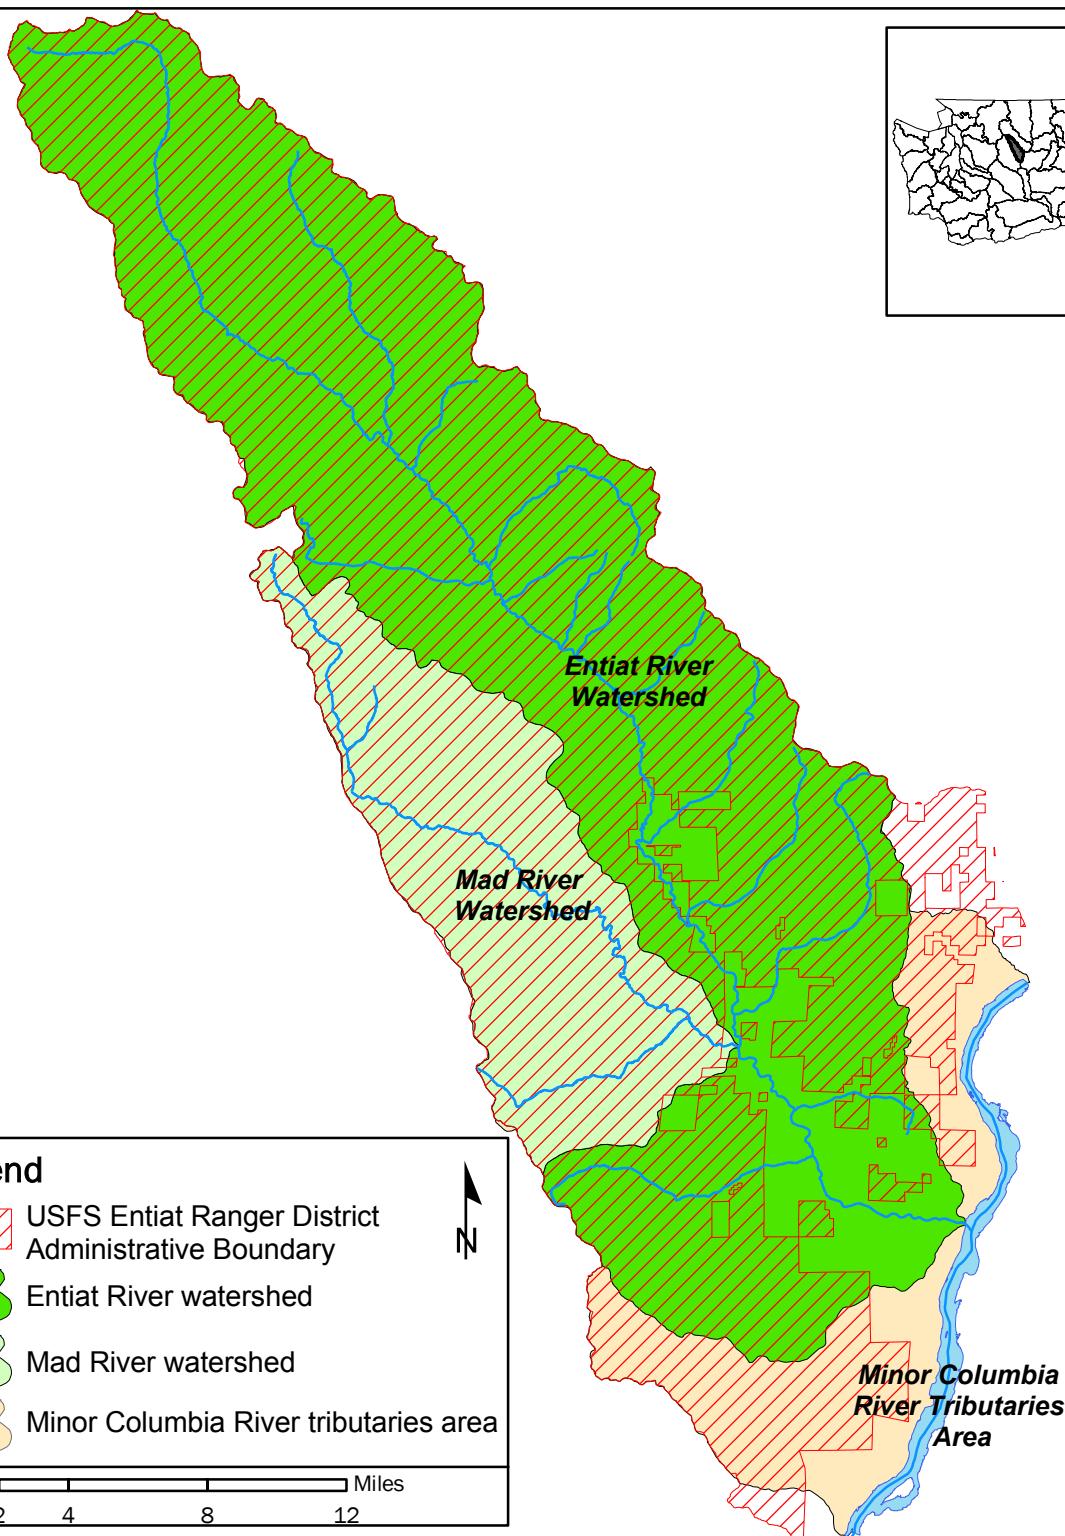 Entiat River
Watershed
Mad River
Watershed
Minor Columbia
River Tributaries
Area
end
USFS Entiat Ranger District
Administrative Boundary
Entiat River watershed
Mad River watershed
Minor Columbia River tributaries area
N
Miles
2 4 8 12